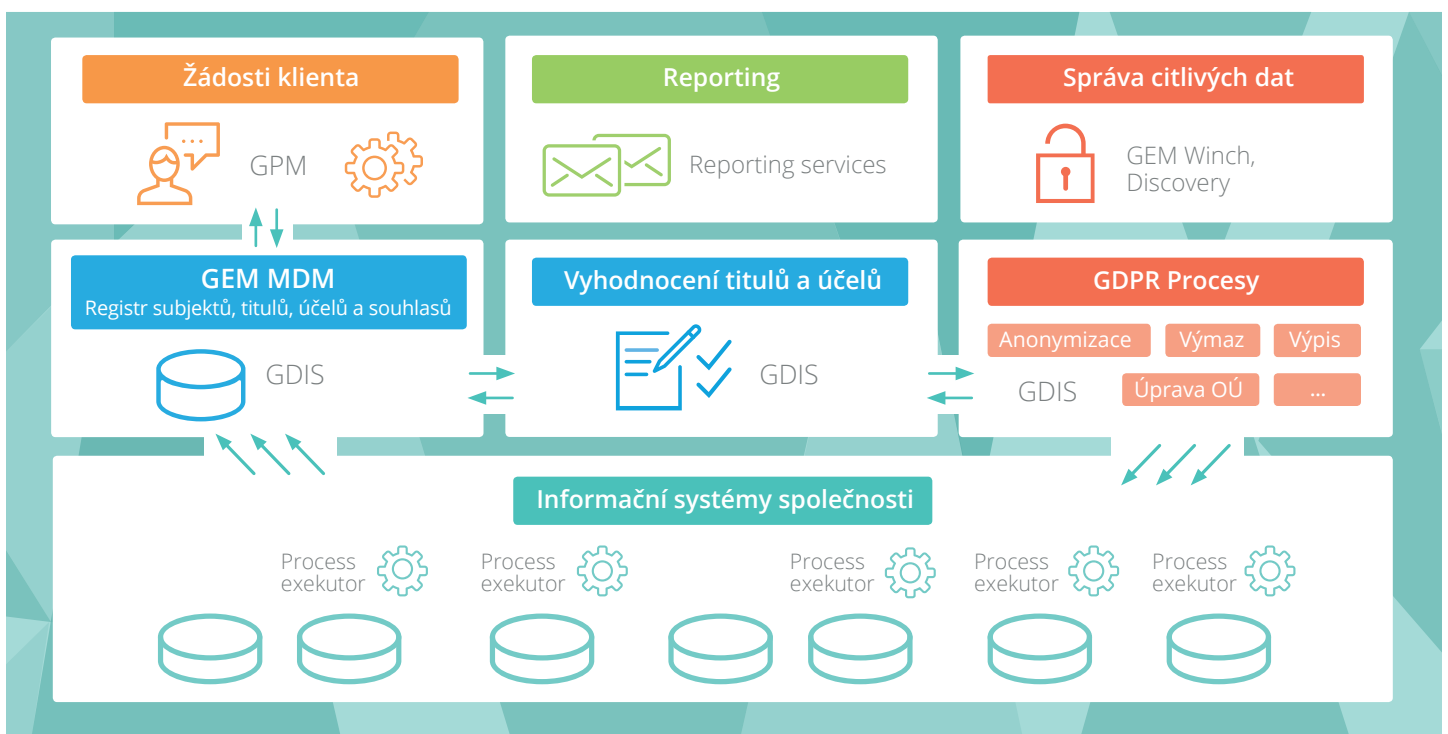 Žádosti klienta
GPM
Reporting
Reporting services
Správa citlivých dat
GEM Winch,
Discovery
GEM MDM
Registr subjektů, titulů, účelů a souhlasů
GDIS
Vyhodnocení titulů a účelů
GDIS
GDPR Procesy
Anonymizace
Výmaz
Výpis
GDIS
Úprava OÚ
...
Informační systémy společnosti
Process
exekutor
Process
exekutor
Process
exekutor
Process
exekutor
Process
exekutor